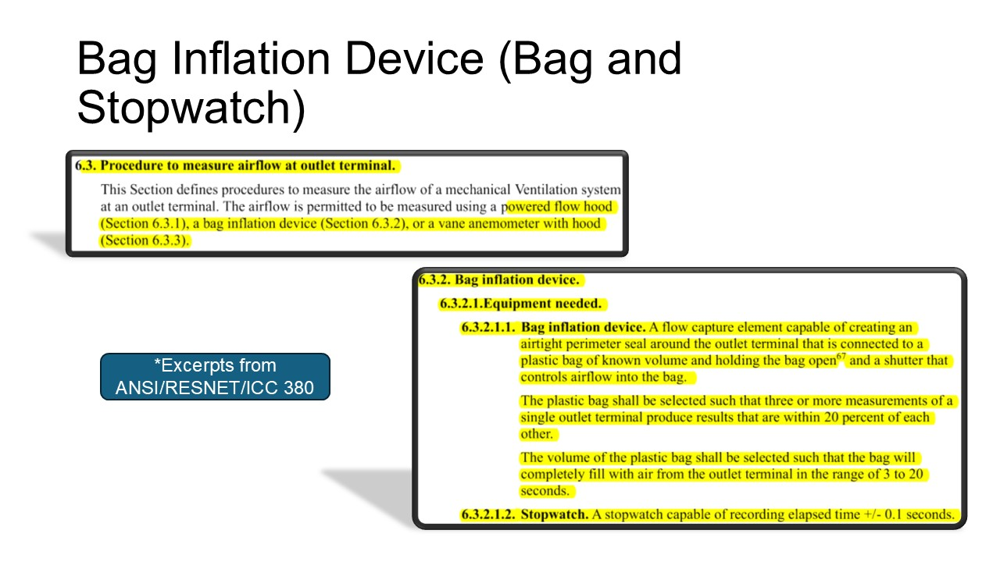 Bag Inflation Device (Bag and
Stopwatch)
6.3. Procedure to measure airflow at outlet terminal.
This Section defines procedures to measure the airflow of a mechanical Ventilation system
at an outlet terminal. The airflow is permitted to be measured using a powered flow hood
(Section 6.3.1), a bag inflation device (Section 6.3.2), or a vane anemometer with hood
(Section 6.3.3).
6.3.2. Bag inflation device.
6.3.2.1.Equipment needed.
6.3.2.1.1. Bag inflation device. A flow capture element capable of creating an
airtight perimeter seal around the outlet terminal that is connected to a
plastic bag of known volume and holding the bag open67 and a shutter that
controls airflow into the bag.
The plastic bag shall be selected such that three or more measurements of a
single outlet terminal produce results that are within 20 percent of each
other.
The volume of the plastic bag shall be selected such that the bag will
completely fill with air from the outlet terminal in the range of 3 to 20
seconds.
6.3.2.1.2. Stopwatch. A stopwatch capable of recording elapsed time +/- 0.1 seconds.
*Excerpts from
ANSI/RESNET/ICC 380